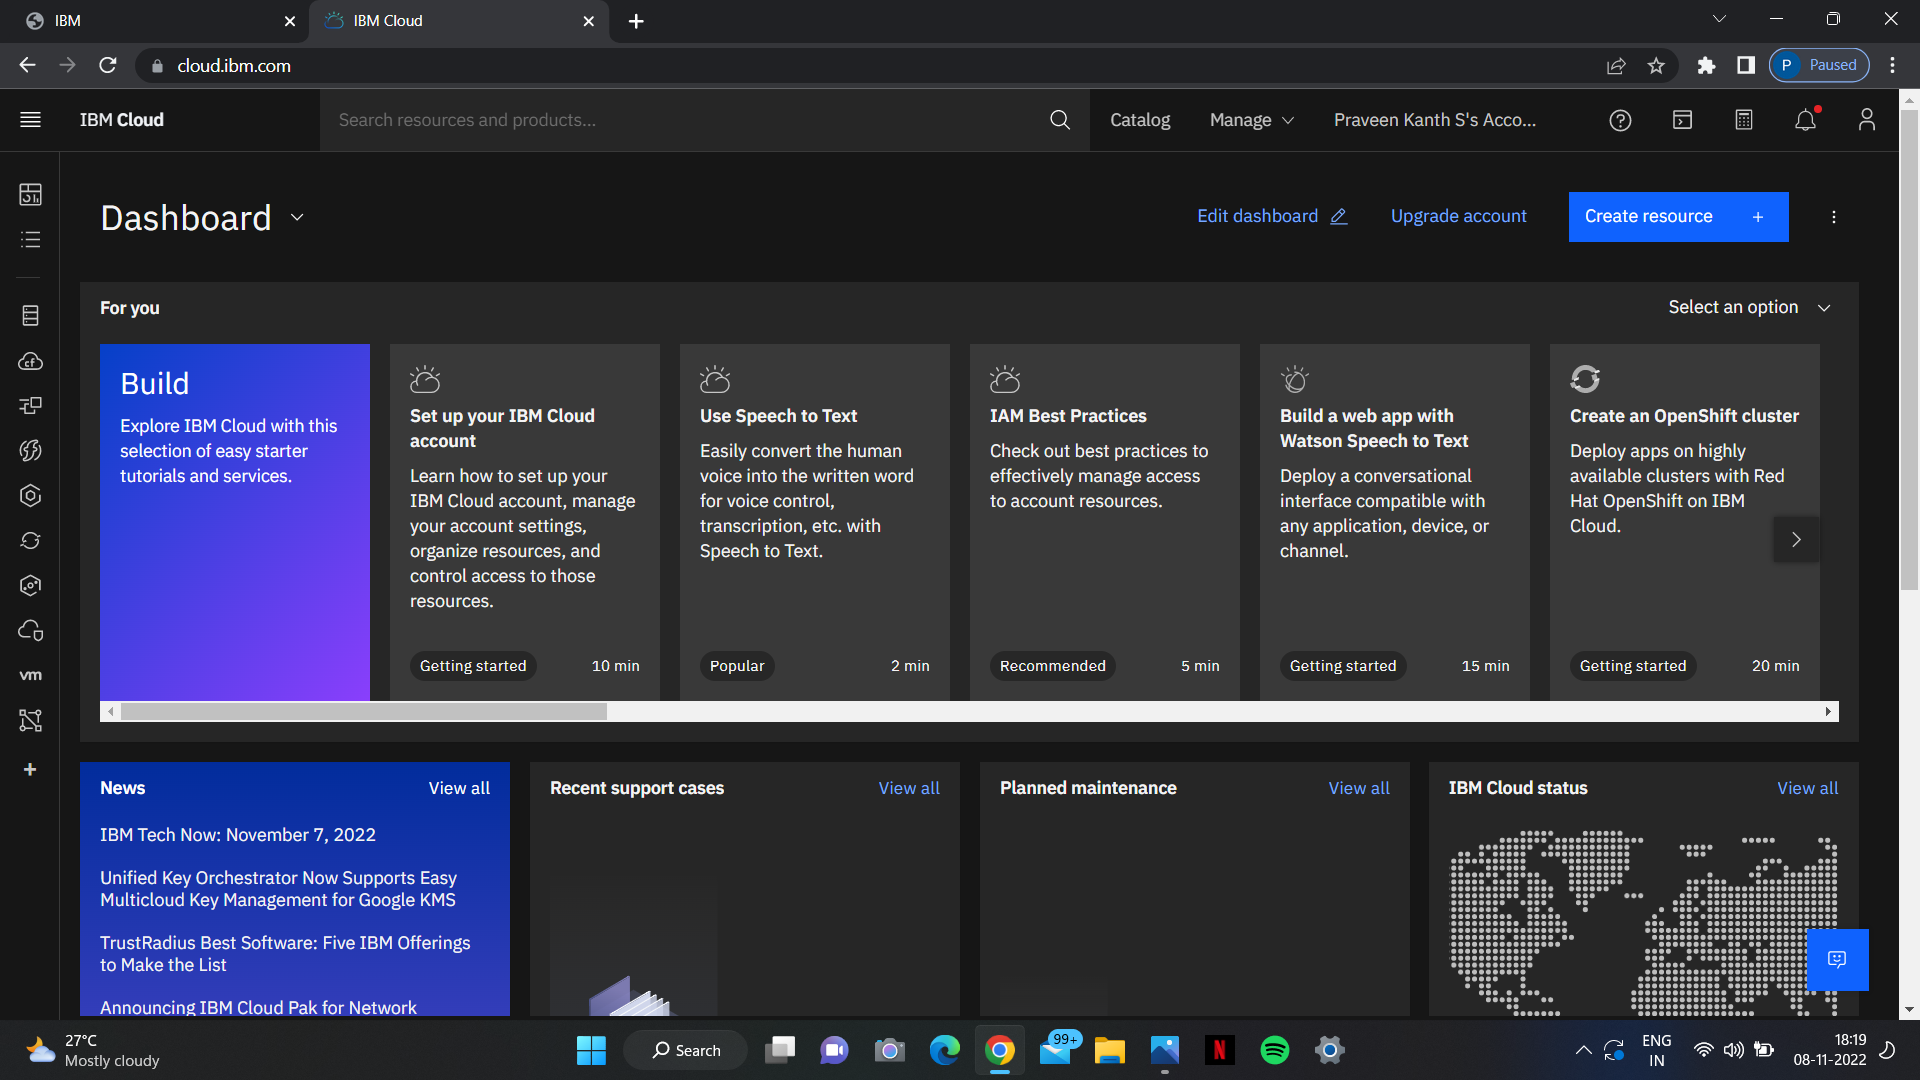 IBM
IBM Cloud
cloud.ibm.com
P Paused
IBM Cloud
Search resources and products...
Catalog
Manage
Praveen Kanth S's Acco...
Dashboard
Edit dashboard
Upgrade account
Create resource +
For you
Select an option
Build
Explore IBM Cloud with this
selection of easy starter
tutorials and services.
Set up your IBM Cloud
account
Learn how to set up your
IBM Cloud account, manage
your account settings,
organize resources, and
control access to those
resources.
Getting started 10 min
Use Speech to Text
Easily convert the human
voice into the written word
for voice control,
transcription, etc. with
Speech to Text.
Popular 2 min
IAM Best Practices
Check out best practices to
effectively manage access
to account resources.
Recommended 5 min
Build a web app with
Watson Speech to Text
Deploy a conversational
interface compatible with
any application, device, or
channel.
Getting started 15 min
Create an OpenShift cluster
Deploy apps on highly
available clusters with Red
Hat OpenShift on IBM
Cloud.
Getting started 20 min
cf
vm
News View all
IBM Tech Now: November 7, 2022
Unified Key Orchestrator Now Supports Easy
Multicloud Key Management for Google KMS
TrustRadius Best Software: Five IBM Offerings
to Make the List
Announcing IBM Cloud Pak for Network
Recent support cases View all
Planned maintenance View all
IBM Cloud status View all
27°C
Mostly cloudy
Search
99+
N
ENG
IN
18:19
08-11-2022